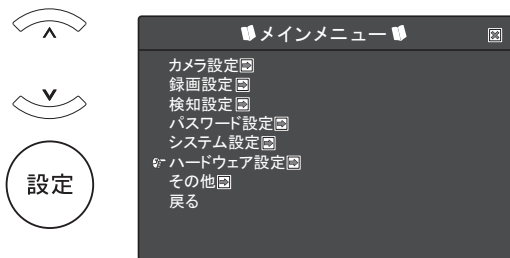 メインメニュー
カメラ設定
録画設定
検知設定
パスワード設定
システム設定
ハードウェア設定
その他
戻る
設定